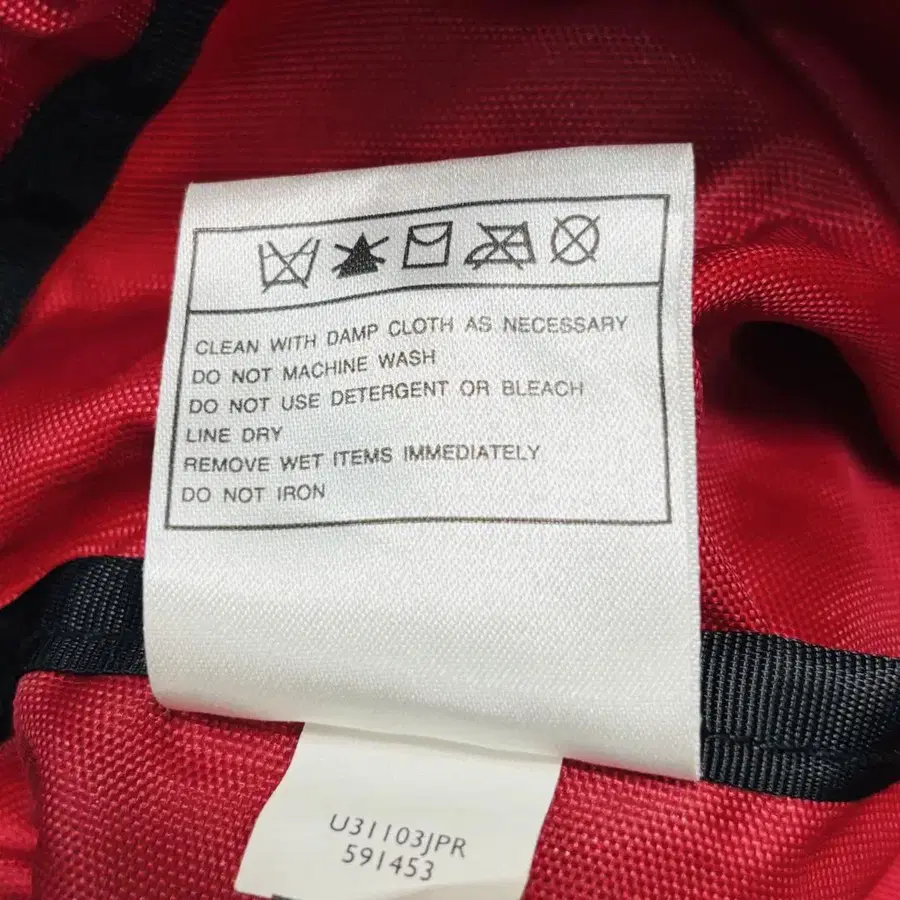 CLEAN WITH DAMP CLOTH AS NECESSARY
DO NOT MACHINE WASH
DO NOT USE DETERGENT OR BLEACH
LINE DRY
REMOVE WET ITEMS IMMEDIATELY
DO NOT IRON
U31103JPR
591453